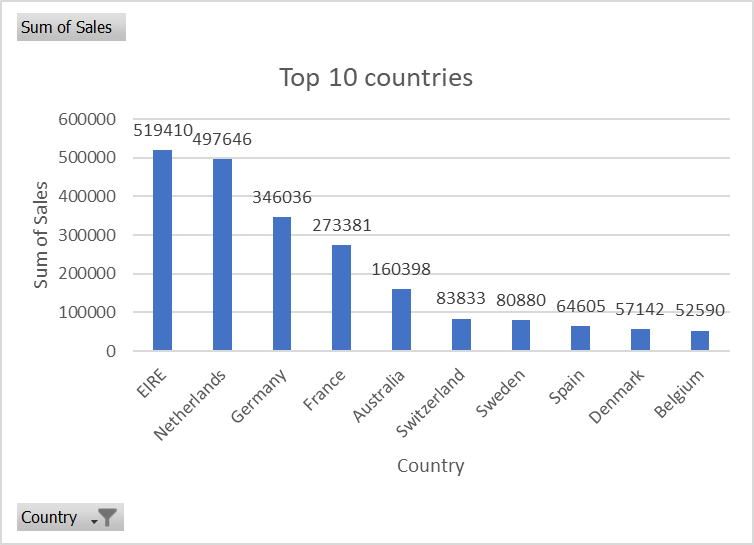 Sum of Sales
Top 10 countries
600000
500000
400000
300000
200000
100000
0
Sum of Sales
519410
497646
346036
273381
160398
83833
80880
64605
57142
52590
EIRE
Netherlands
Germany
France
Australia
Switzerland
Sweden
Spain
Denmark
Belgium
Country
Country